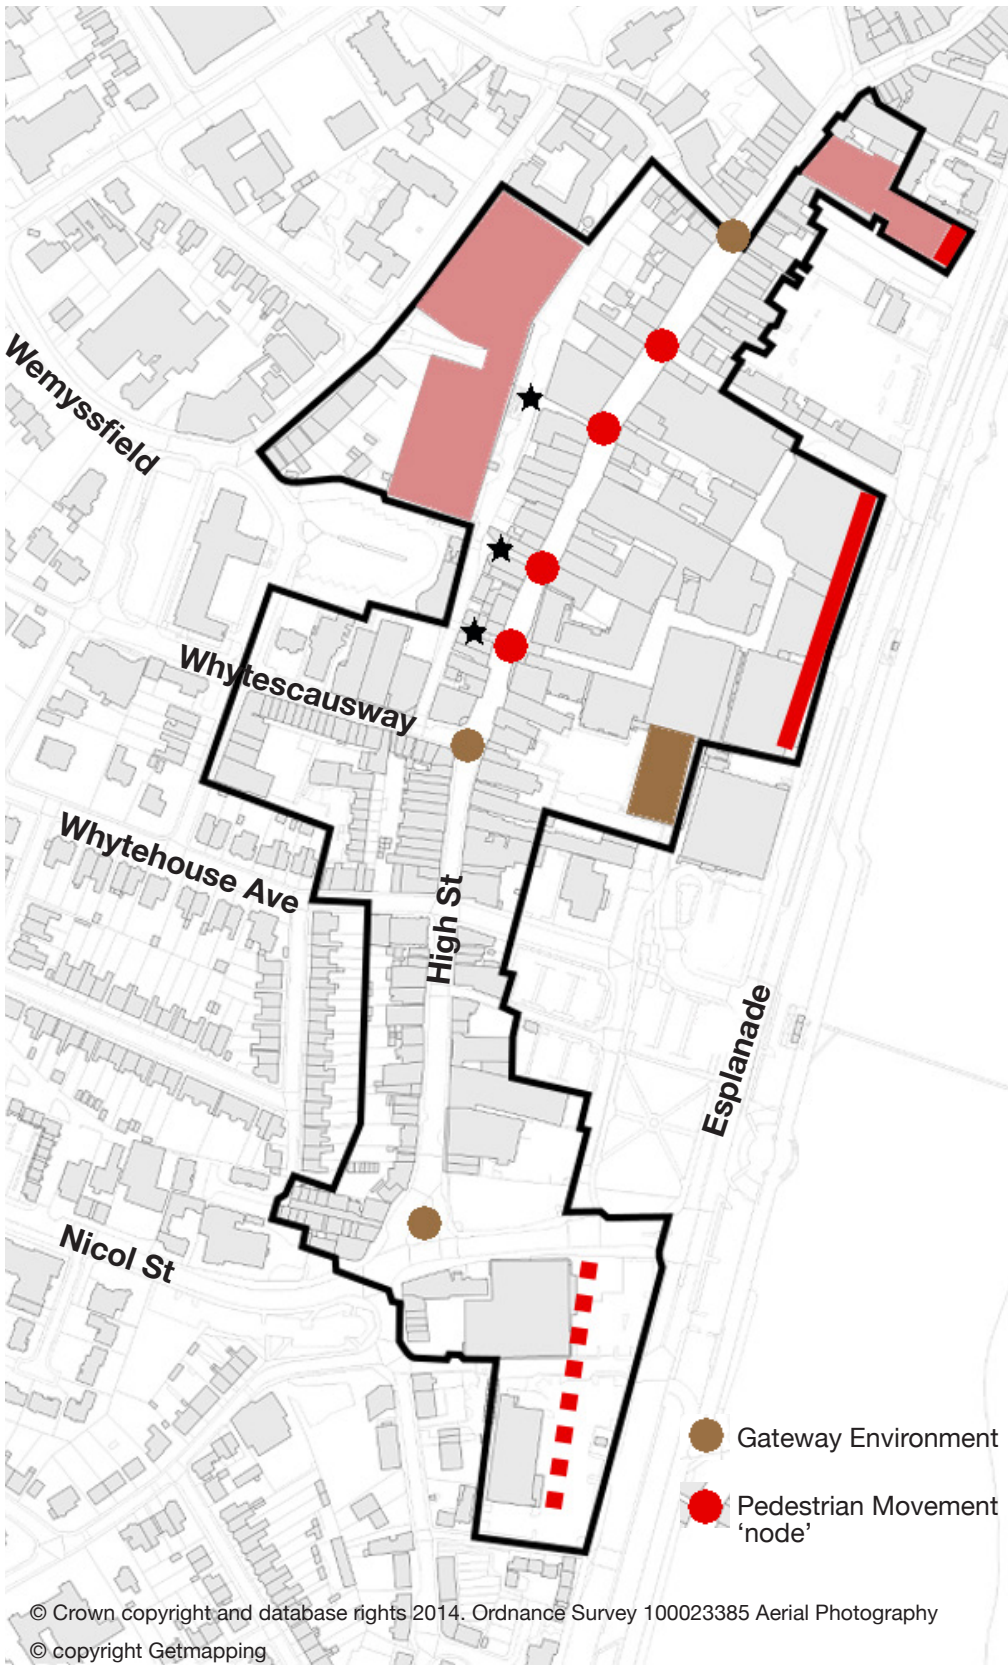 Wemyssfield
Whytescausway
Whytehouse Ave
High St
Esplanade
Nicol St
Gateway Environment
Pedestrian Movement
‘node’
© Crown copyright and database rights 2014. Ordnance Survey 100023385 Aerial Photography
© copyright Getmapping